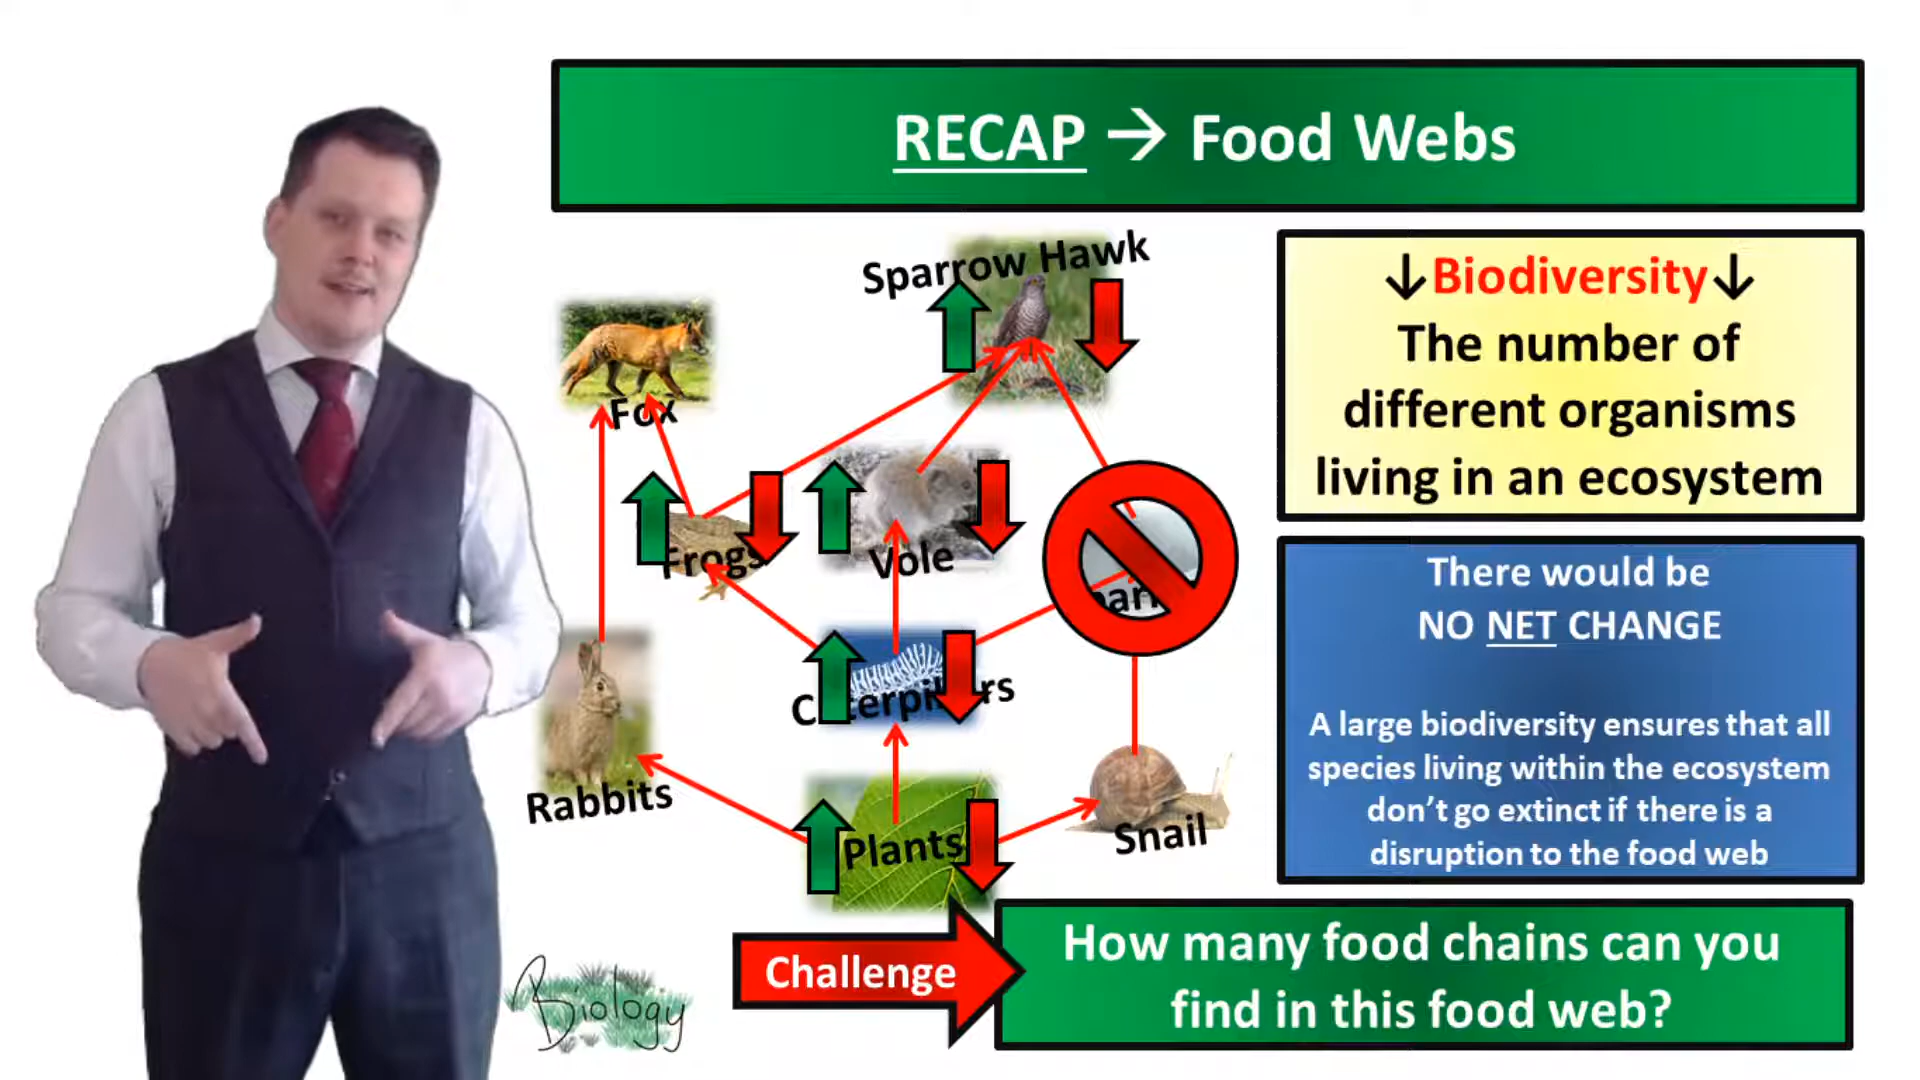 RECAP → Food Webs
Sparrow Hawk
↓Biodiversity↓
The number of
different organisms
living in an ecosystem
Fox
Frogs
Vole
There would be
NO NET CHANGE
A large biodiversity ensures that all
species living within the ecosystem
don't go extinct if there is a
disruption to the food web
Caterpillars
Rabbits
Plants
Snail
Challenge
How many food chains can you
find in this food web?
Biology